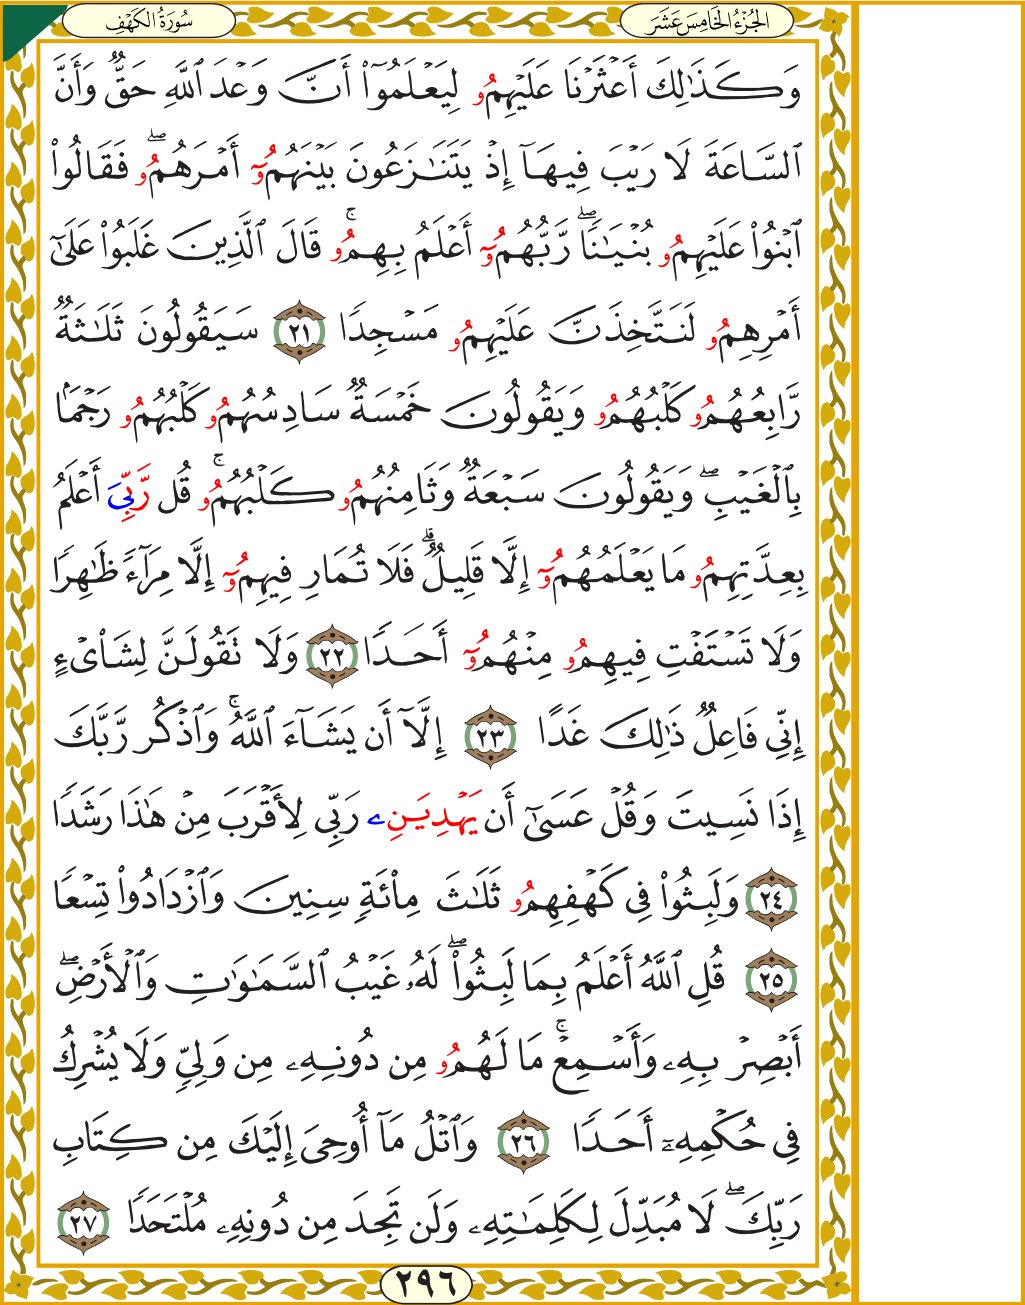 سُورَةُ الكَهْفِ
الجُزْءُ الخَامِسَ عَشَرَ
وَكَذَٰلِكَ أَعْثَرْنَا عَلَيْهِمُۥ لِيَعْلَمُوٓا۟ أَنَّ وَعْدَ ٱللَّهِ حَقٌّ وَأَنَّ
ٱلسَّاعَةَ لَا رَيْبَ فِيهَآ إِذْ يَتَنَٰزَعُونَ بَيْنَهُمُۥٓ أَمْرَهُمُۥۖ فَقَالُوا۟
ٱبْنُوا۟ عَلَيْهِمُۥ بُنْيَٰنًاۖ رَّبُّهُمُۥٓ أَعْلَمُ بِهِمُۥۚ قَالَ ٱلَّذِينَ غَلَبُوا۟ عَلَىٰٓ
أَمْرِهِمُۥ لَنَتَّخِذَنَّ عَلَيْهِمُۥ مَسْجِدًا ٢١ سَيَقُولُونَ ثَلَٰثَةٌ
رَّابِعُهُمُۥ كَلْبُهُمُۥ وَيَقُولُونَ خَمْسَةٌ سَادِسُهُمُۥ كَلْبُهُمُۥ رَجْمًۢا
بِٱلْغَيْبِۖ وَيَقُولُونَ سَبْعَةٌ وَثَامِنُهُمُۥ كَلْبُهُمُۥۚ قُل رَّبِّىَ أَعْلَمُ
بِعِدَّتِهِمُۥ مَا يَعْلَمُهُمُۥٓ إِلَّا قَلِيلٌۗ فَلَا تُمَارِ فِيهِمُۥٓ إِلَّا مِرَآءً ظَٰهِرًا
وَلَا تَسْتَفْتِ فِيهِمُۥ مِنْهُمُۥٓ أَحَدًا ٢٢ وَلَا تَقُولَنَّ لِشَا۟ىْءٍ
إِنِّى فَاعِلٌ ذَٰلِكَ غَدًا ٢٣ إِلَّآ أَن يَشَآءَ ٱللَّهُۚ وَٱذْكُر رَّبَّكَ
إِذَا نَسِيتَ وَقُلْ عَسَىٰٓ أَن يَهْدِيَنِۦ رَبِّى لِأَقْرَبَ مِنْ هَٰذَا رَشَدًا
٢٤ وَلَبِثُوا۟ فِى كَهْفِهِمُۥ ثَلَٰثَ مِا۟ئَةٍ سِنِينَ وَٱزْدَادُوا۟ تِسْعًا
٢٥ قُلِ ٱللَّهُ أَعْلَمُ بِمَا لَبِثُوا۟ۖ لَهُۥ غَيْبُ ٱلسَّمَٰوَٰتِ وَٱلْأَرْضِۖ
أَبْصِرْ بِهِۦ وَأَسْمِعْۚ مَا لَهُمُۥ مِن دُونِهِۦ مِن وَلِىٍّ وَلَا يُشْرِكُ
فِى حُكْمِهِۦٓ أَحَدًا ٢٦ وَٱتْلُ مَآ أُوحِىَ إِلَيْكَ مِن كِتَابِ
رَبِّكَۖ لَا مُبَدِّلَ لِكَلِمَٰتِهِۦ وَلَن تَجِدَ مِن دُونِهِۦ مُلْتَحَدًا ٢٧
٢٩٦